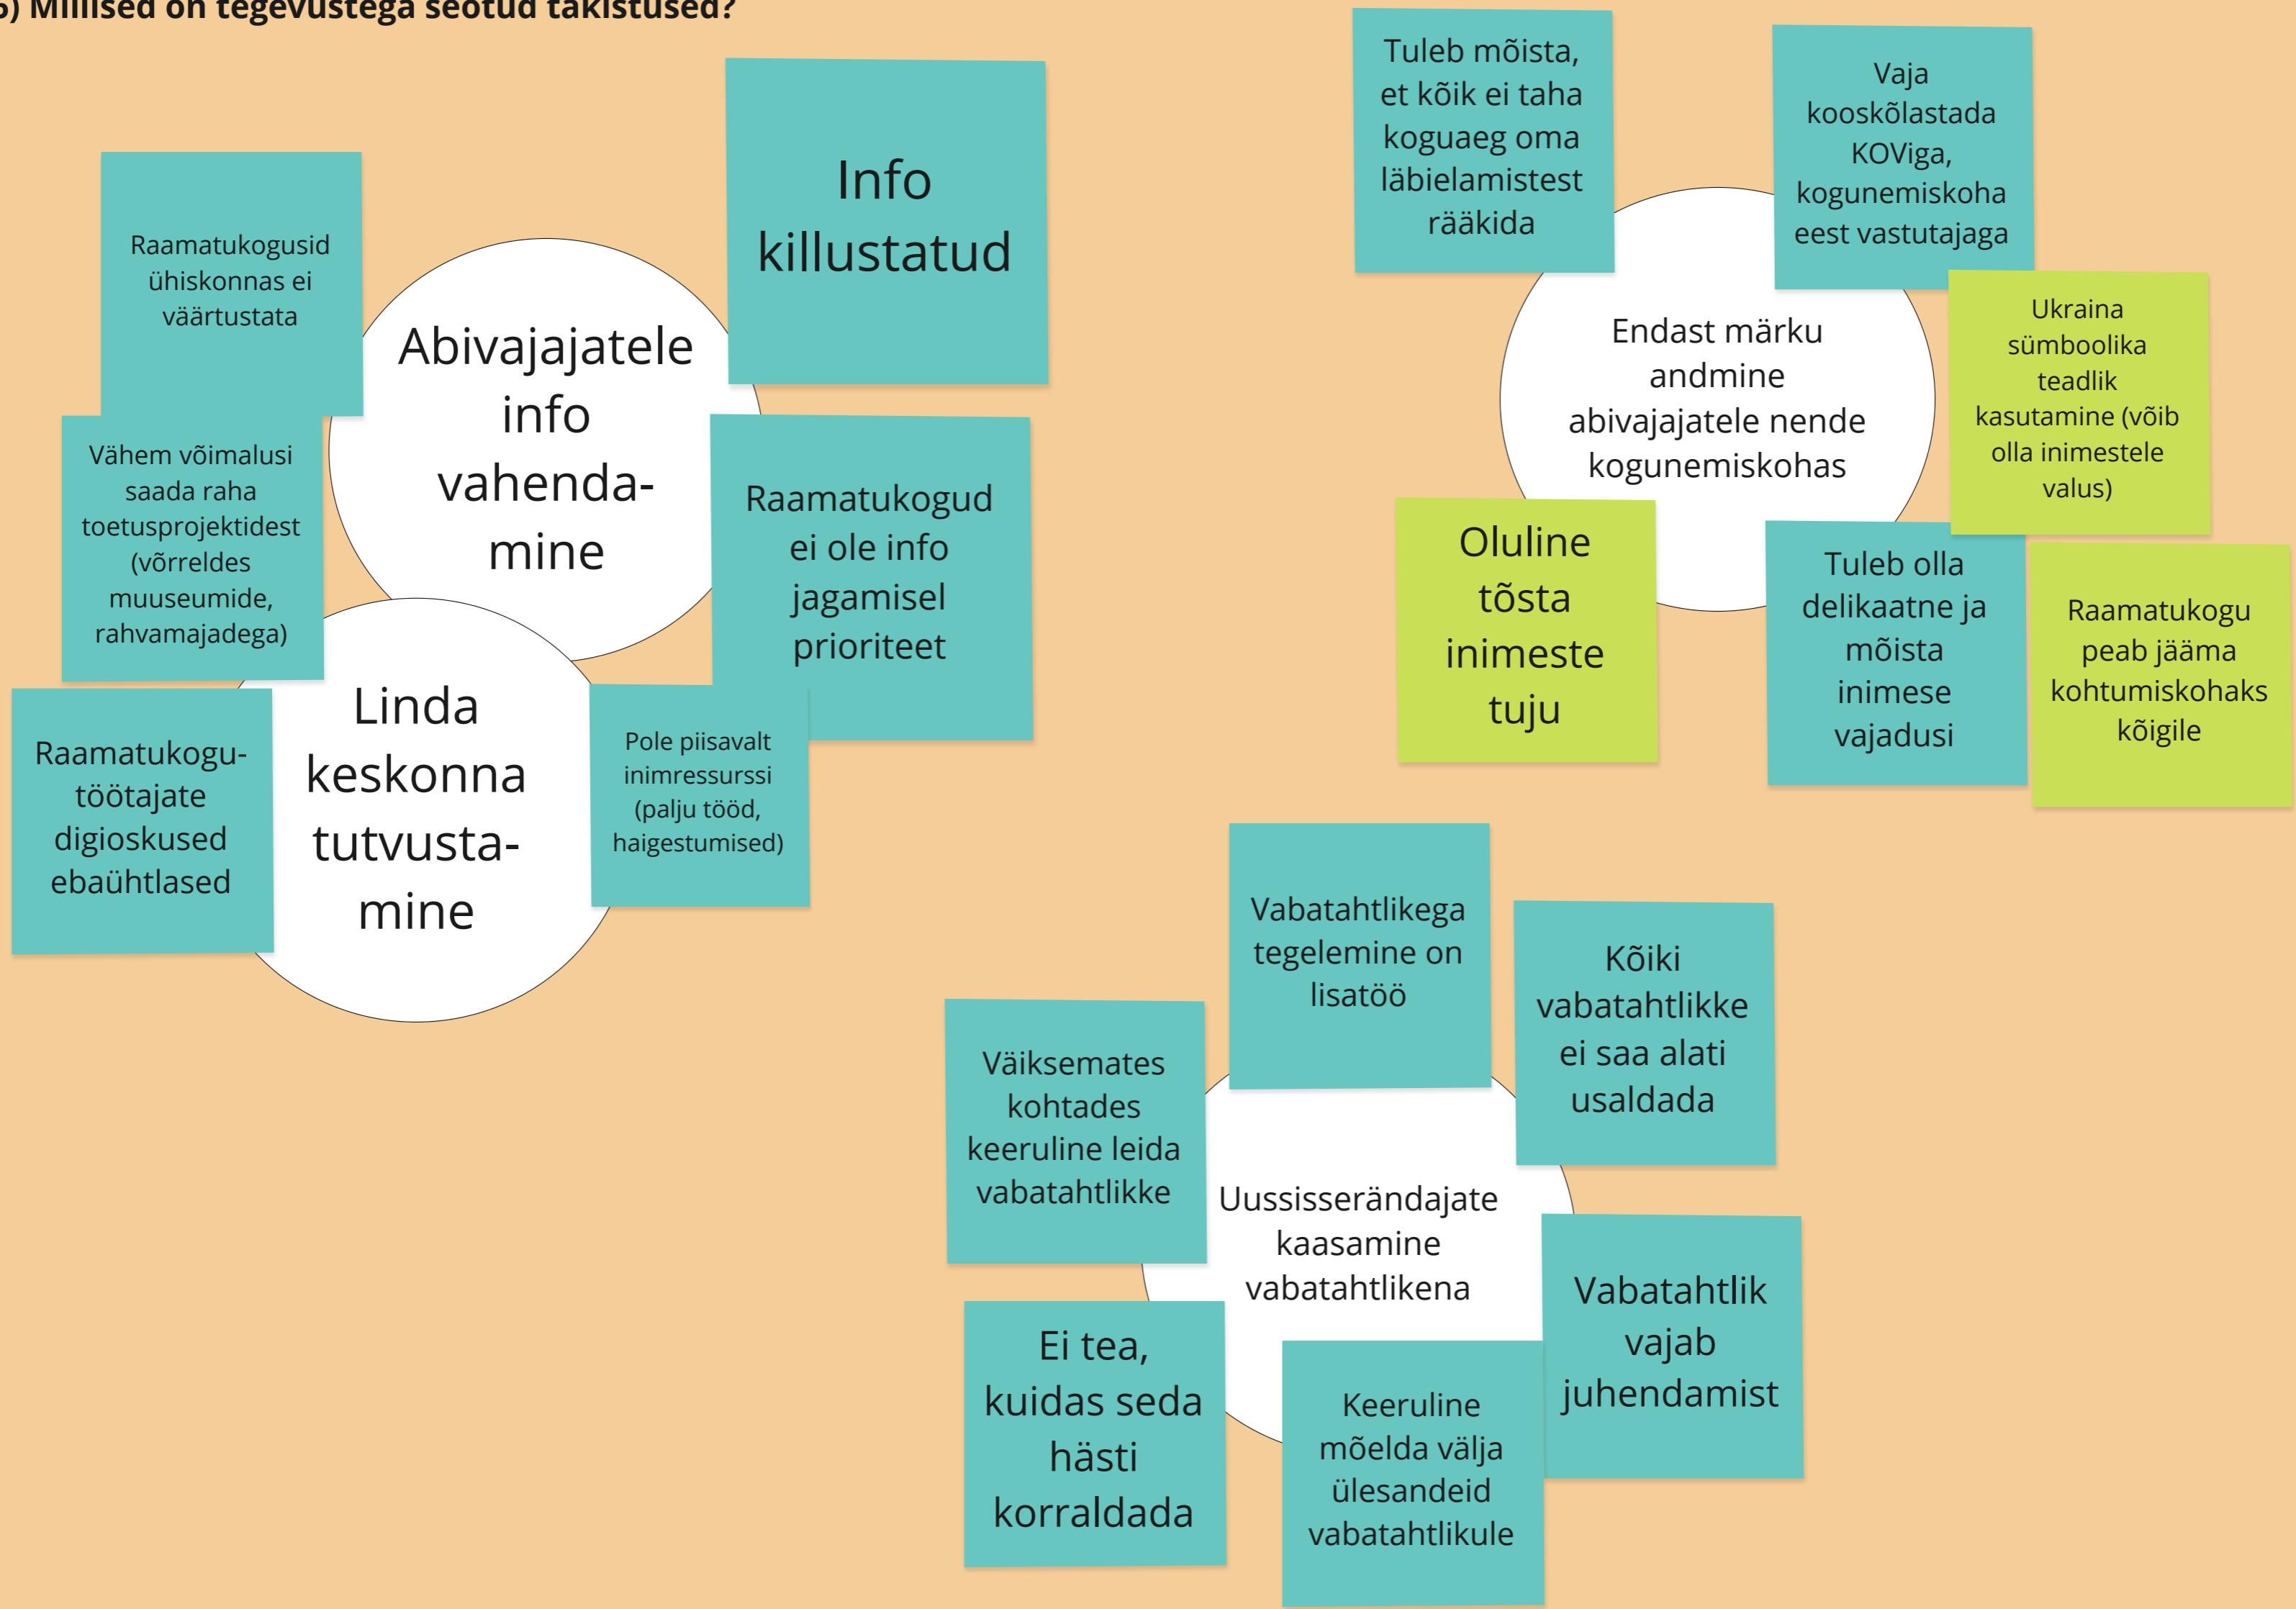 ) Millised on tegevustega seotud takistused?
Raamatukogusid
ühiskonnas ei
väärtustata
Info
killustatud
Abivajajatele
info
vahenda-
mine
Vähem võimalusi
saada raha
toetusprojektidest
(võrreldes
muuseumide,
rahvamajadega)
Raamatukogud
ei ole info
jagamisel
prioriteet
Linda
keskonna
tutvusta-
mine
Raamatukogu-
töötajate
digioskused
ebaühtlased
Pole piisavalt
inimressurssi
(palju tööd,
haigestumised)
Tuleb mõista,
et kõik ei taha
koguaeg oma
läbielamistest
rääkida
Vaja
kooskõlastada
KOViga,
kogunemiskoha
eest vastutajaga
Endast märku
andmine
abivajajatele nende
kogunemiskohas
Ukraina
sümboolika
teadlik
kasutamine (võib
olla inimestele
valus)
Oluline
tõsta
inimeste
tuju
Tuleb olla
delikaatne ja
mõista
inimese
vajadusi
Raamatukogu
peab jääma
kohtumiskohaks
kõigile
Vabatahtlikega
tegelemine on
lisatöö
Kõiki
vabatahtlikke
ei saa alati
usaldada
Väiksemates
kohtades
keeruline leida
vabatahtlikke
Uussisserändajate
kaasamine
vabatahtlikena
Vabatahtlik
vajab
juhendamist
Ei tea,
kuidas seda
hästi
korraldada
Keeruline
mõelda välja
ülesandeid
vabatahtlikule